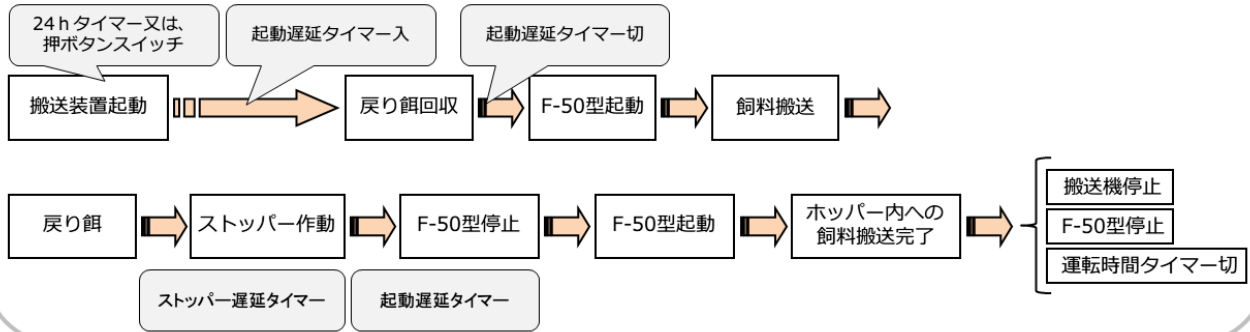 24ｈタイマー又は、
押ボタンスイッチ
起動遅延タイマー入
起動遅延タイマー切
搬送装置起動
戻り餌回収
F-50型起動
飼料搬送
戻り餌
ストッパー作動
F-50型停止
F-50型起動
ホッパー内への
飼料搬送完了
搬送機停止
F-50型停止
運転時間タイマー切
ストッパー遅延タイマー
起動遅延タイマー